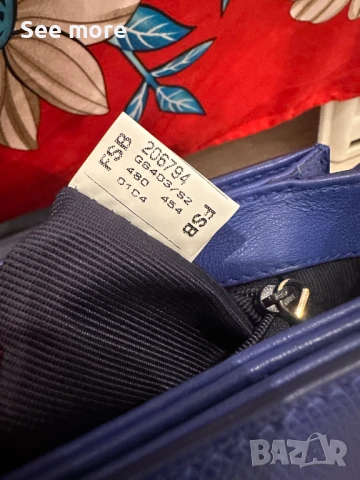 See more
FSB
206794
GS403/S2
480 454
01C4
FSB
BAZAR